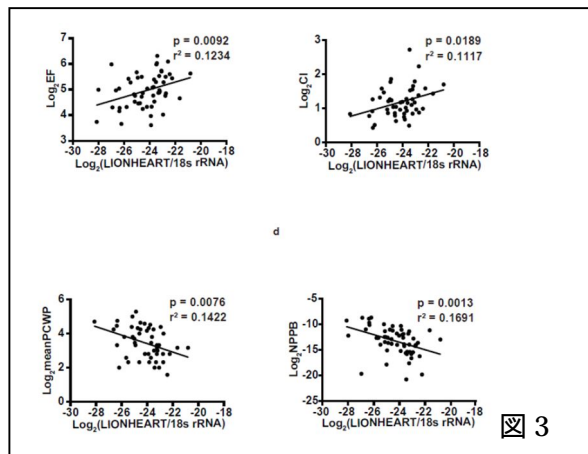 p = 0.0092
r² = 0.1234
Log₂EF
7
6
5
4
3
-30 -28 -26 -24 -22 -20 -18
Log₂(LIONHEART/18s rRNA)
p = 0.0189
r² = 0.1117
Log₂CI
3
2
1
0
-30 -28 -26 -24 -22 -20 -18
Log₂(LIONHEART/18s rRNA)
d
p = 0.0076
r² = 0.1422
Log₂meanPCWP
6
4
2
0
-30 -28 -26 -24 -22 -20 -18
Log₂(LIONHEART/18s rRNA)
p = 0.0013
r² = 0.1691
Log₂NPPB
-5
-10
-15
-20
-25
-30 -28 -26 -24 -22 -20 -18
Log₂(LIONHEART/18s rRNA)
図 3